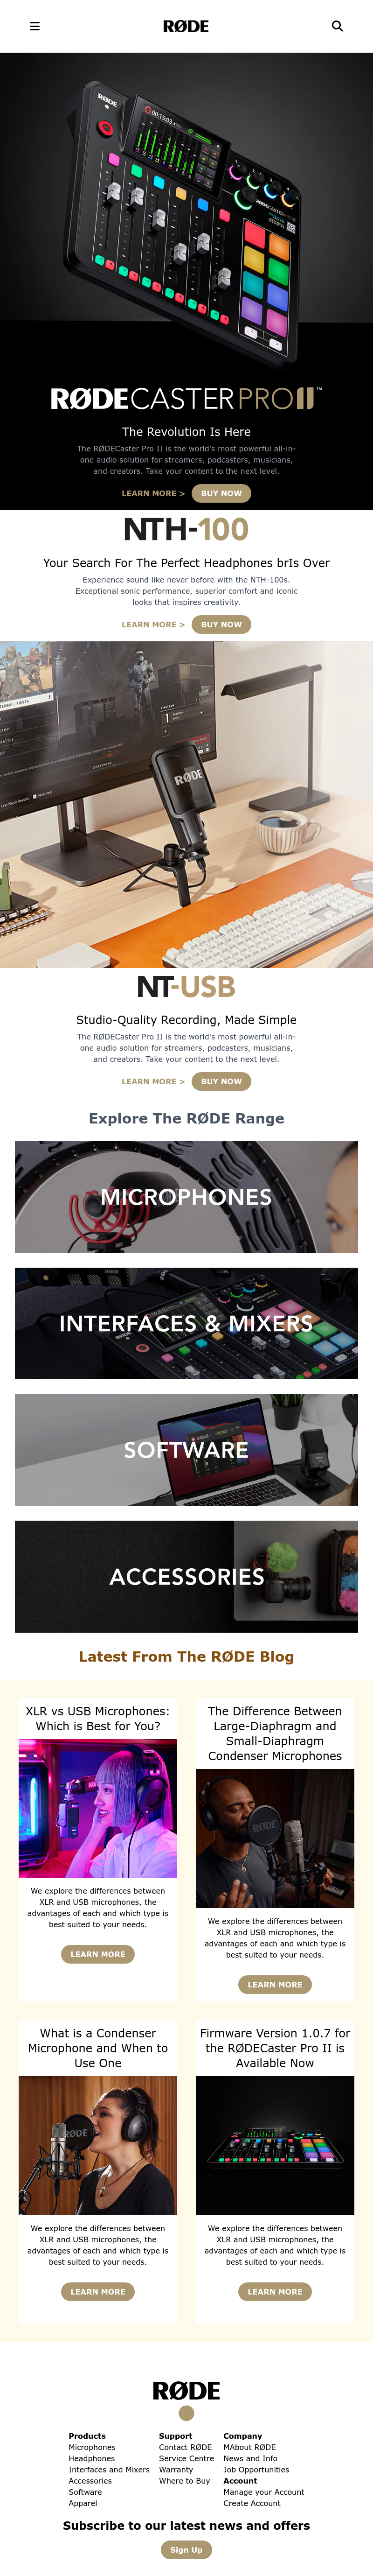 RØDE
RØDE
00:15:03
RØDECASTER PRO II™
The Revolution Is Here
The RØDECaster Pro II is the world's most powerful all-in-
one audio solution for streamers, podcasters, musicians,
and creators. Take your content to the next level.
LEARN MORE > BUY NOW
NTH-100
Your Search For The Perfect Headphones brIs Over
Experience sound like never before with the NTH-100s.
Exceptional sonic performance, superior comfort and iconic
looks that inspires creativity.
LEARN MORE > BUY NOW
RØDE
NT-USB
Studio-Quality Recording, Made Simple
The RØDECaster Pro II is the world's most powerful all-in-
one audio solution for streamers, podcasters, musicians,
and creators. Take your content to the next level.
LEARN MORE > BUY NOW
Explore The RØDE Range
MICROPHONES
INTERFACES & MIXERS
SOFTWARE
ACCESSORIES
Latest From The RØDE Blog
XLR vs USB Microphones:
Which is Best for You?
We explore the differences between
XLR and USB microphones, the
advantages of each and which type is
best suited to your needs.
LEARN MORE
The Difference Between
Large-Diaphragm and
Small-Diaphragm
Condenser Microphones
RØDE
We explore the differences between
XLR and USB microphones, the
advantages of each and which type is
best suited to your needs.
LEARN MORE
What is a Condenser
Microphone and When to
Use One
RØDE
We explore the differences between
XLR and USB microphones, the
advantages of each and which type is
best suited to your needs.
LEARN MORE
Firmware Version 1.0.7 for
the RØDECaster Pro II is
Available Now
We explore the differences between
XLR and USB microphones, the
advantages of each and which type is
best suited to your needs.
LEARN MORE
RØDE
Products
Microphones
Headphones
Interfaces and Mixers
Accessories
Software
Apparel
Support
Contact RØDE
Service Centre
Warranty
Where to Buy
Company
MAbout RØDE
News and Info
Job Opportunities
Account
Manage your Account
Create Account
Subscribe to our latest news and offers
Sign Up